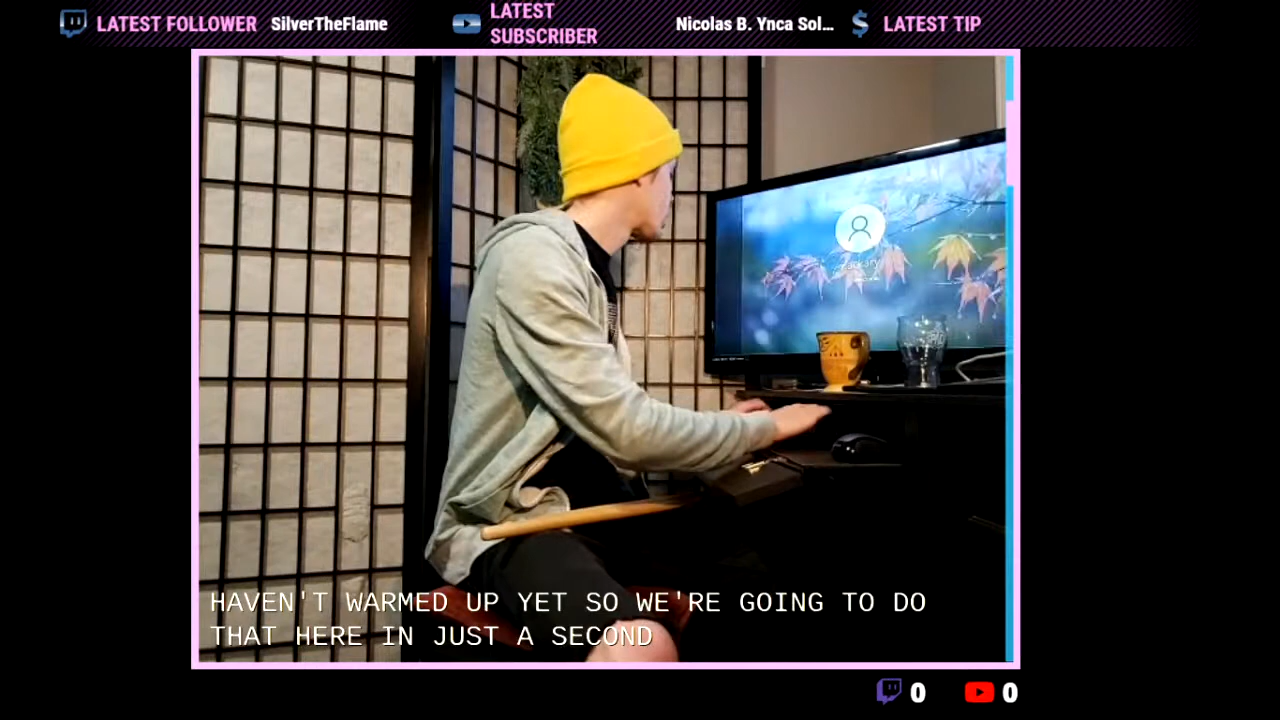 LATEST FOLLOWER SilverTheFlame
LATEST SUBSCRIBER
Nicolas B. Ynca Sol...
LATEST TIP
HAVEN'T WARMED UP YET SO WE'RE GOING TO DO
THAT HERE IN JUST A SECOND
0
0